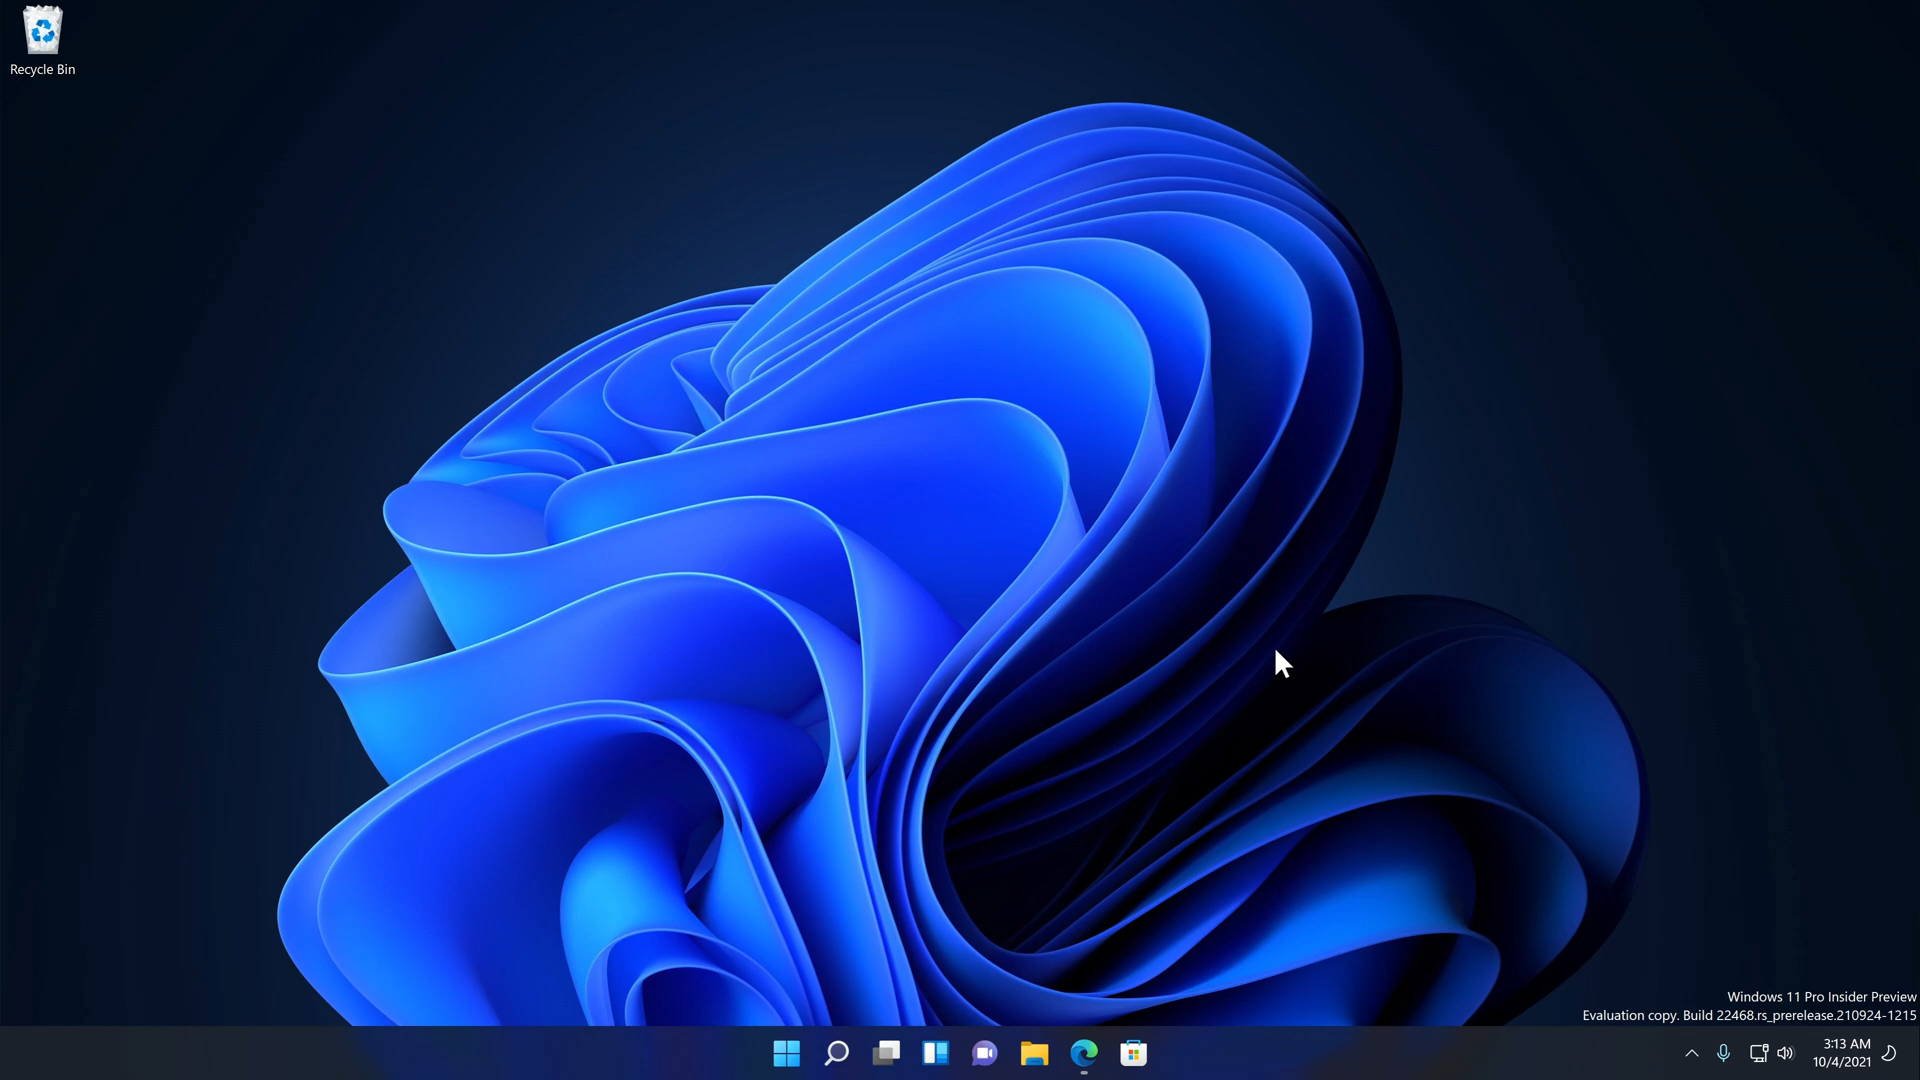 Recycle Bin
Windows 11 Pro Insider Preview
Evaluation copy. Build 22468.rs_prerelease.210924-1215
3:13 AM
10/4/2021